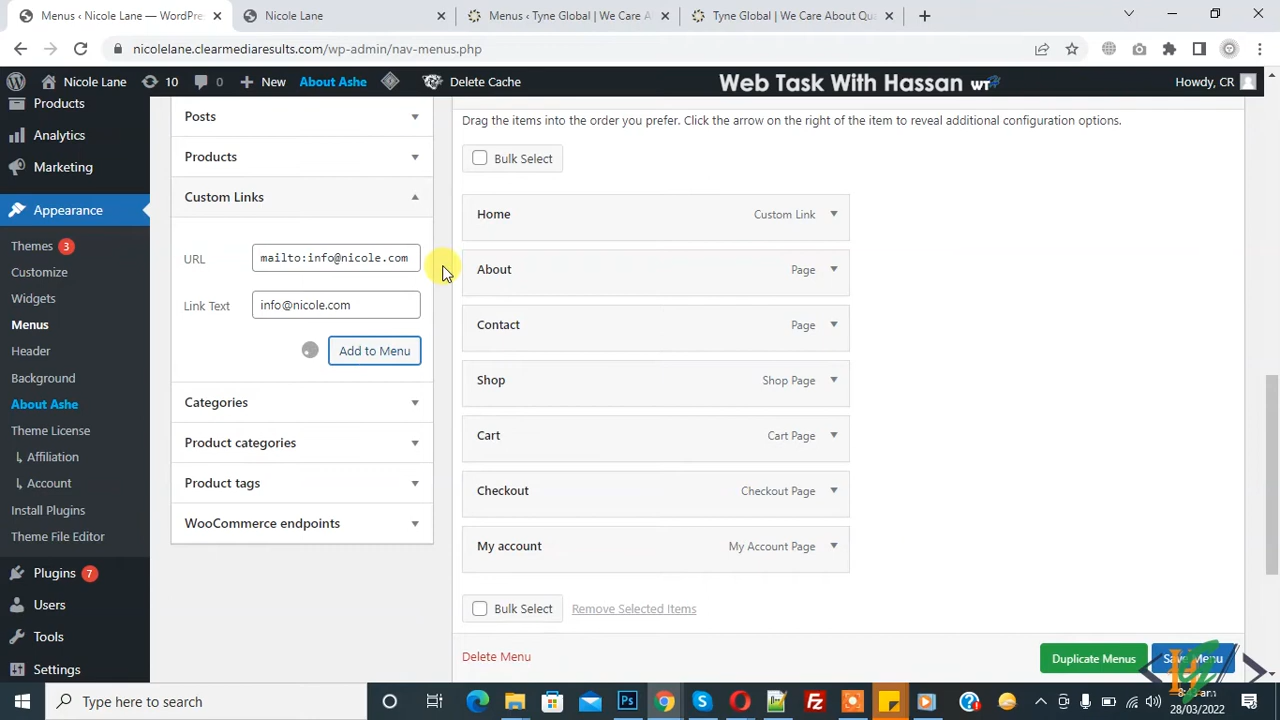 Menus ‹ Nicole Lane — WordPre
Nicole Lane
Menus ‹ Tyne Global | We Care A
Tyne Global | We Care About Qu
nicolelane.clearmediaresults.com/wp-admin/nav-menus.php
Nicole Lane
10
0
New
About Ashe
Delete Cache
Web Task With Hassan
WT
Howdy, CR
Products
Analytics
Marketing
Appearance
Themes 3
Customize
Widgets
Menus
Header
Background
About Ashe
Theme License
↳ Affiliation
↳ Account
Install Plugins
Theme File Editor
Plugins 7
Users
Tools
Settings
Posts
Products
Custom Links
URL
mailto:info@nicole.com
Link Text
info@nicole.com
Add to Menu
Categories
Product categories
Product tags
WooCommerce endpoints
Drag the items into the order you prefer. Click the arrow on the right of the item to reveal additional configuration options.
Bulk Select
Home Custom Link
About Page
Contact Page
Shop Shop Page
Cart Cart Page
Checkout Checkout Page
My account My Account Page
Bulk Select Remove Selected Items
Delete Menu
Duplicate Menus
Save Menu
Type here to search
28/03/2022